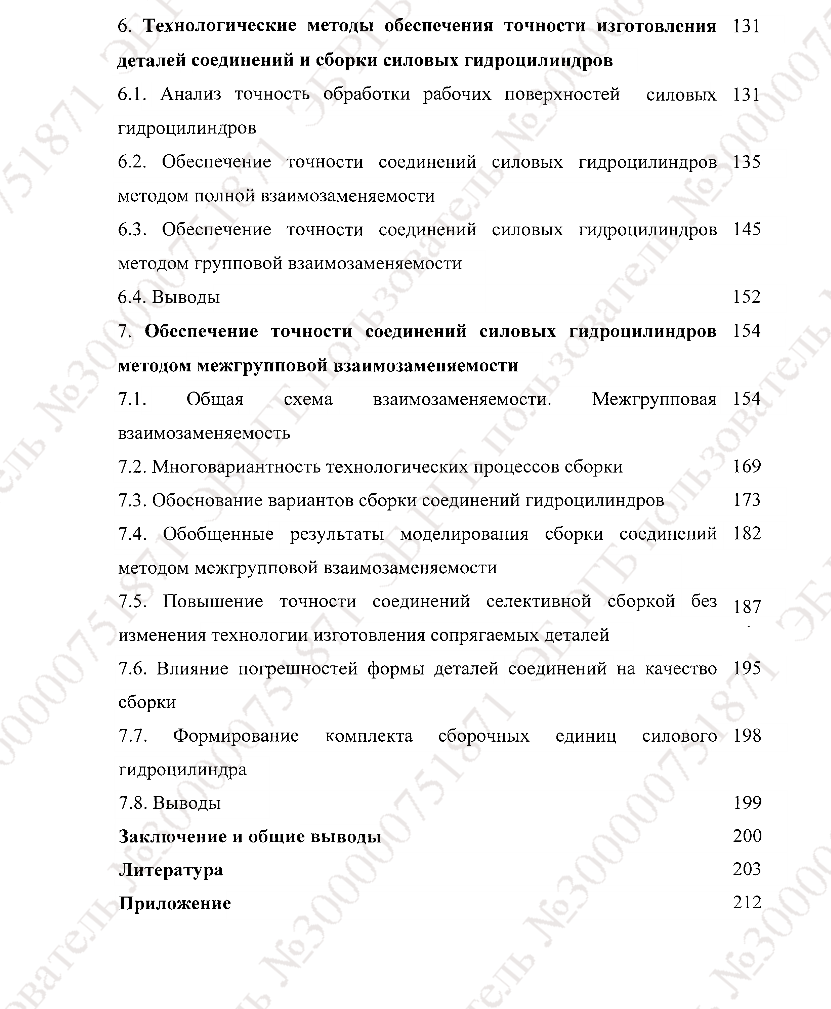 6. Технологические методы обеспечения точности изготовления 131
деталей соединений и сборки силовых гидроцилиндров
6.1. Анализ точность обработки рабочих поверхностей силовых 131
гидроцилиндров
6.2. Обеспечение точности соединений силовых гидроцилиндров 135
методом полной взаимозаменяемости
6.3. Обеспечение точности соединений силовых гидроцилиндров 145
методом групповой взаимозаменяемости
6.4. Выводы 152
7. Обеспечение точности соединений силовых гидроцилиндров 154
методом межгрупповой взаимозаменяемости
7.1. Общая схема взаимозаменяемости. Межгрупповая 154
взаимозаменяемость
7.2. Многовариантность технологических процессов сборки 169
7.3. Обоснование вариантов сборки соединений гидроцилиндров 173
7.4. Обобщенные результаты моделирования сборки соединений 182
методом межгрупповой взаимозаменяемости
7.5. Повышение точности соединений селективной сборкой без 187
изменения технологии изготовления сопрягаемых деталей
7.6. Влияние погрешностей формы деталей соединений на качество 195
сборки
7.7. Формирование комплекта сборочных единиц силового 198
гидроцилиндра
7.8. Выводы 199
Заключение и общие выводы 200
Литература 203
Приложение 212
ЭБ РГБ пользователь №30000751871